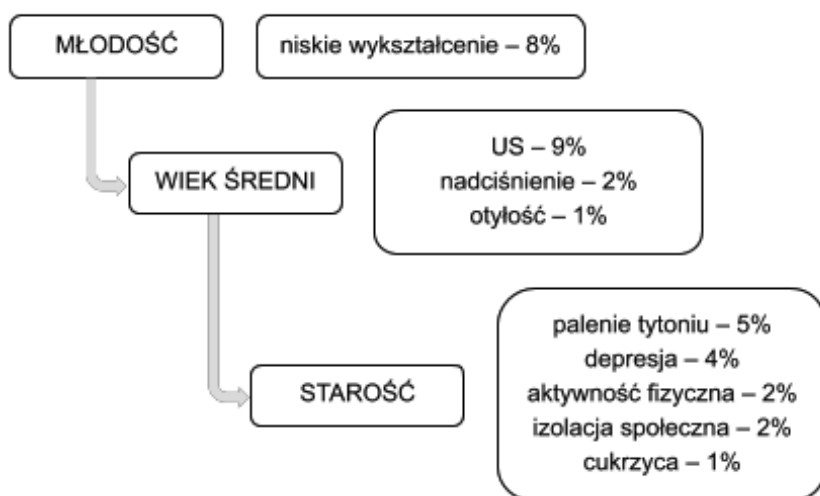 MŁODOŚĆ
niskie wykształcenie – 8%
WIEK ŚREDNI
US – 9%
nadciśnienie – 2%
otyłość – 1%
STAROŚĆ
palenie tytoniu – 5%
depresja – 4%
aktywność fizyczna – 2%
izolacja społeczna – 2%
cukrzyca – 1%